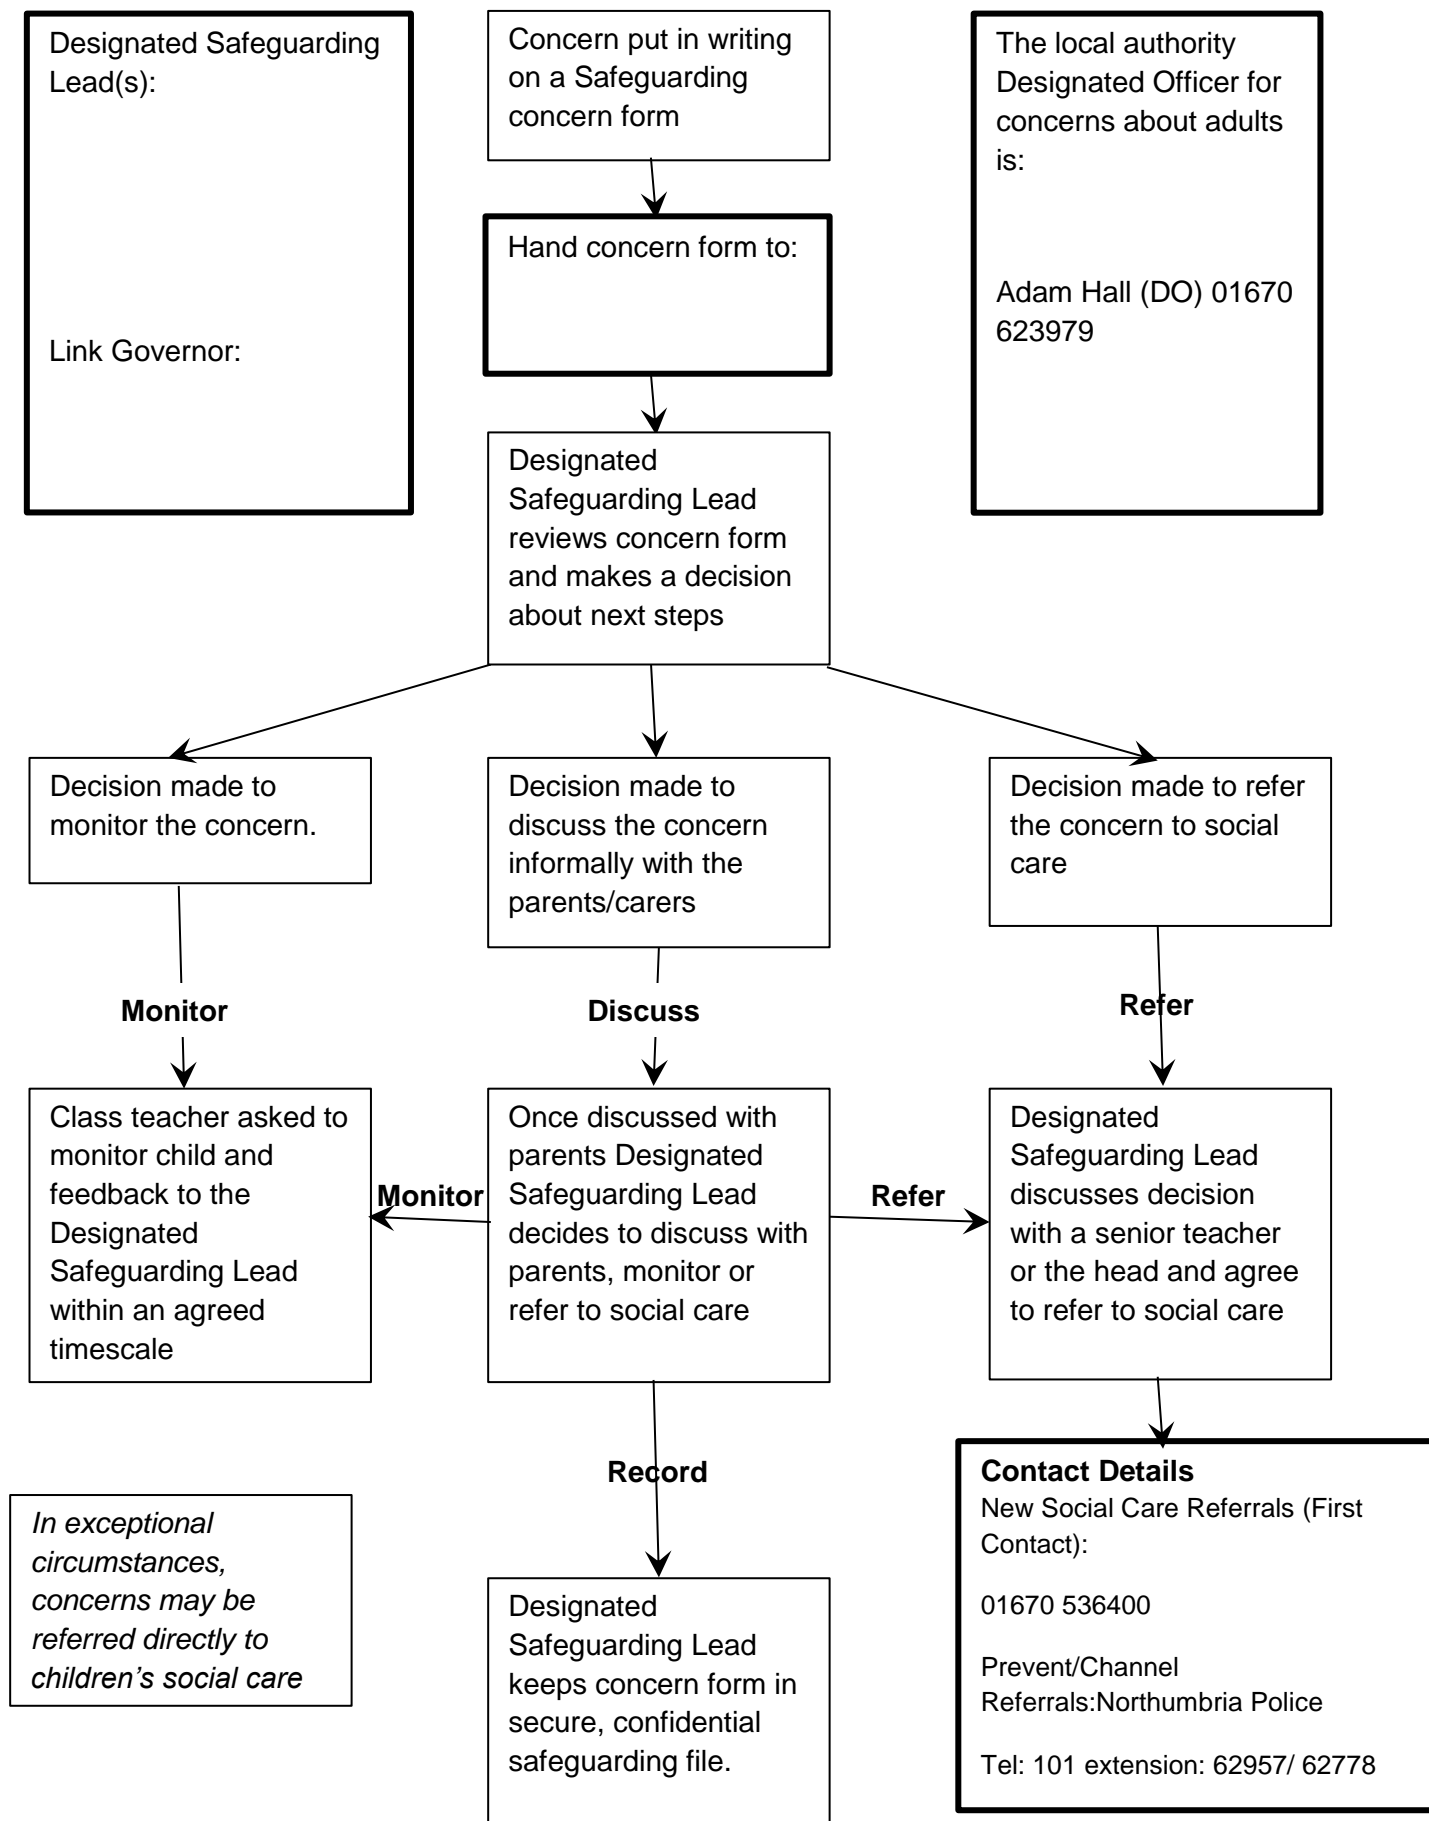 Designated Safeguarding
Lead(s):
Link Governor:
Concern put in writing
on a Safeguarding
concern form
The local authority
Designated Officer for
concerns about adults
is:
Adam Hall (DO) 01670
623979
Hand concern form to:
Designated
Safeguarding Lead
reviews concern form
and makes a decision
about next steps
Decision made to
monitor the concern.
Decision made to
discuss the concern
informally with the
parents/carers
Decision made to refer
the concern to social
care
Monitor
Discuss
Refer
Class teacher asked to
monitor child and
feedback to the
Designated
Safeguarding Lead
within an agreed
timescale
Monitor
Once discussed with
parents Designated
Safeguarding Lead
decides to discuss with
parents, monitor or
refer to social care
Refer
Designated
Safeguarding Lead
discusses decision
with a senior teacher
or the head and agree
to refer to social care
Record
In exceptional
circumstances,
concerns may be
referred directly to
children’s social care
Designated
Safeguarding Lead
keeps concern form in
secure, confidential
safeguarding file.
Contact Details
New Social Care Referrals (First
Contact):
01670 536400
Prevent/Channel
Referrals:Northumbria Police
Tel: 101 extension: 62957/ 62778